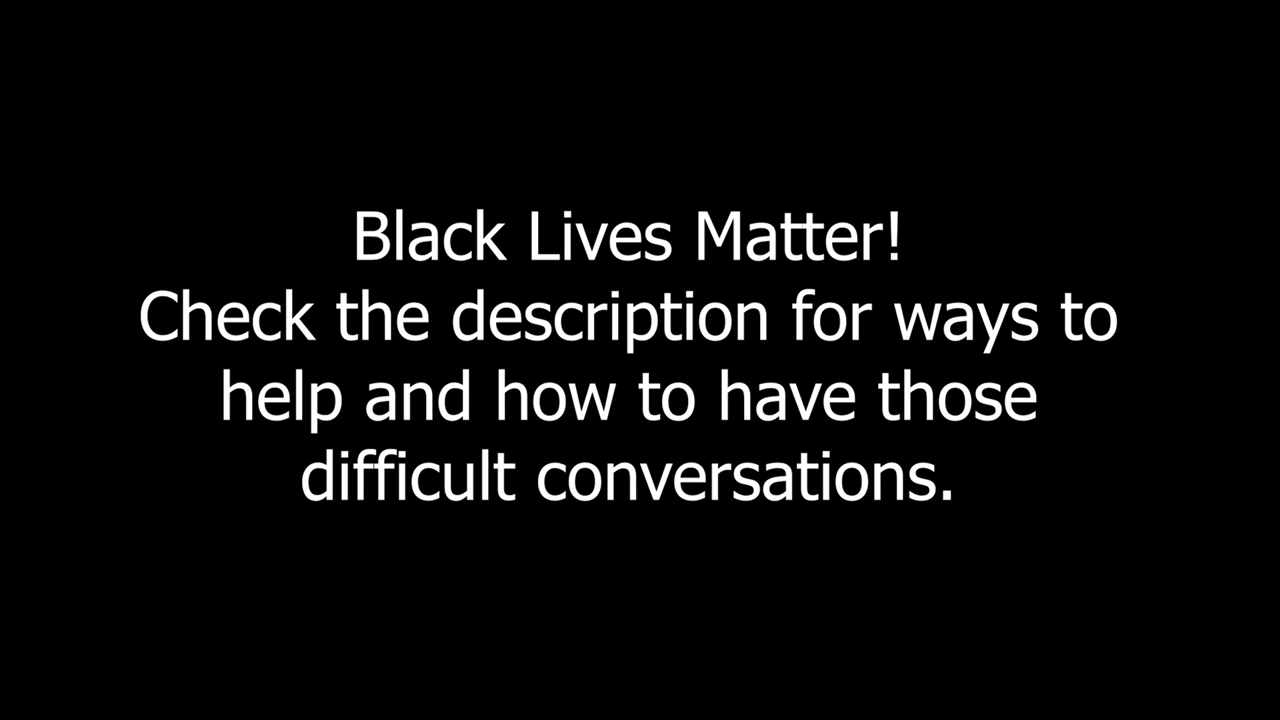 Black Lives Matter!
Check the description for ways to
help and how to have those
difficult conversations.